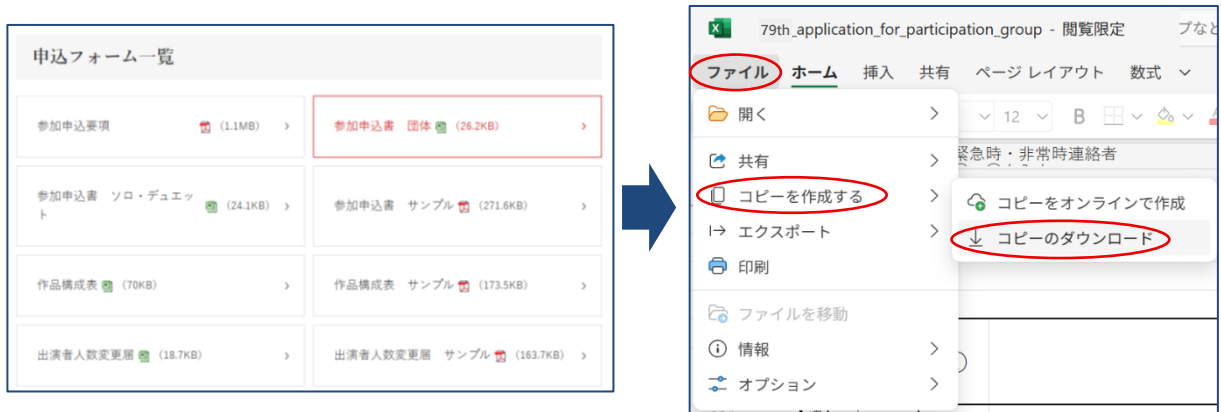 申込フォーム一覧
参加申込要項 (1.1MB)
参加申込書 団体 (26.2KB)
参加申込書 ソロ・デュエッ
ト (24.1KB)
参加申込書 サンプル (271.6KB)
作品構成表 (70KB)
作品構成表 サンプル (173.5KB)
出演者人数変更届 (18.7KB)
出演者人数変更届 サンプル (163.7KB)
79th_application_for_participation_group - 閲覧限定
プなと
ファイル ホーム 挿入 共有 ページ レイアウト 数式
12 B
開く
緊急時・非常時連絡者
共有
コピーを作成する
エクスポート
印刷
ファイルを移動
情報
オプション
コピーをオンラインで作成
コピーのダウンロード